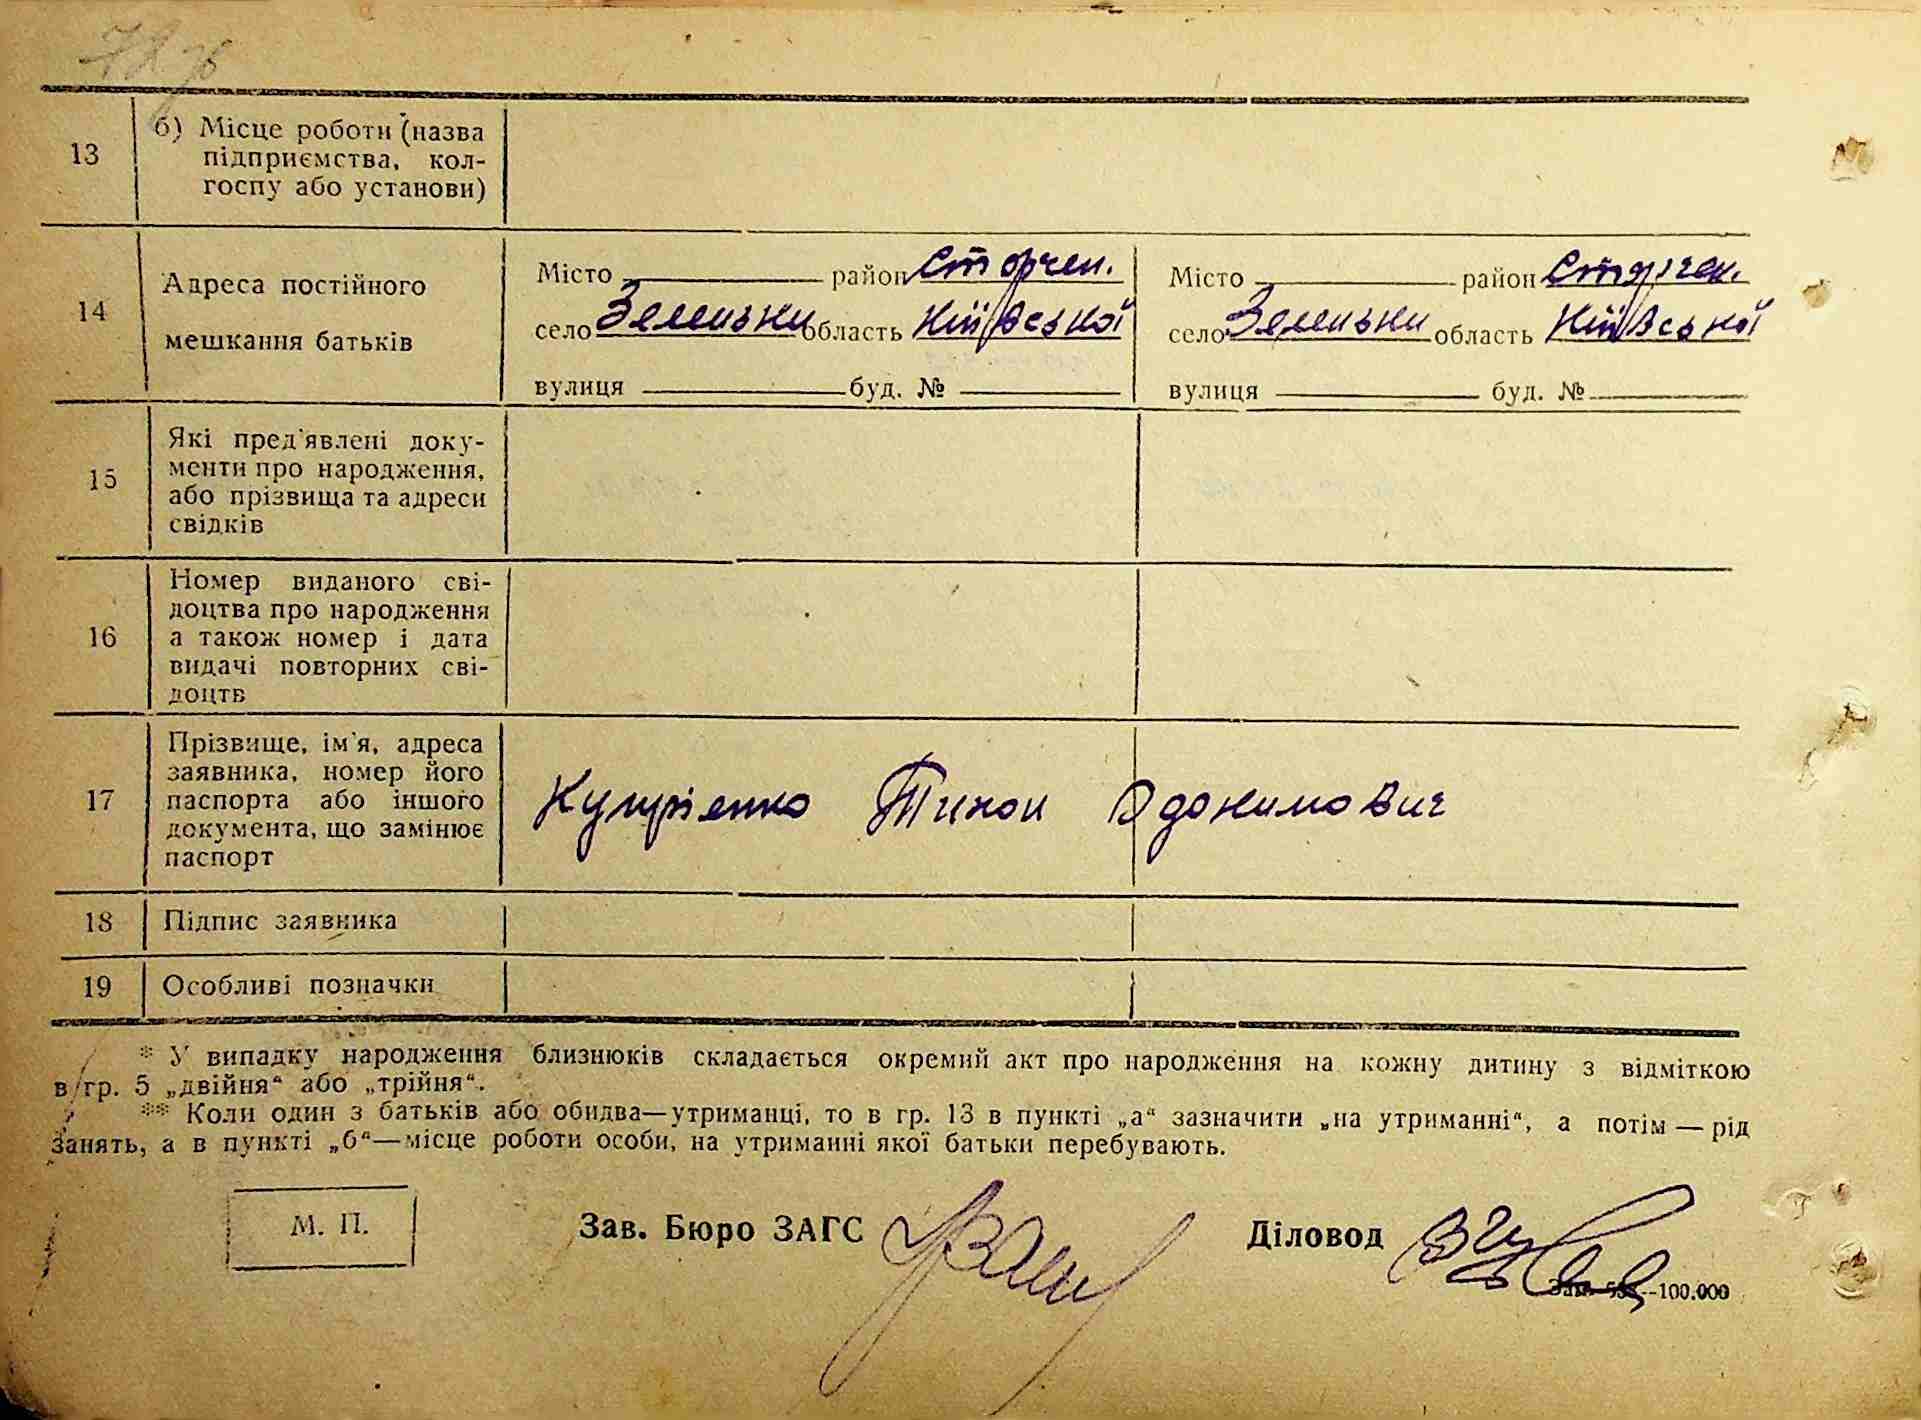 72 зв
13 б) Місце роботи (назва
підприємства, кол-
госпу або установи)
14 Адреса постійного
мешкання батьків
Місто район Сторчен.
село Зеленьки область Київської
вулиця буд. №
Місто район Сторчен.
село Зеленьки область Київської
вулиця буд. №
15 Які пред'явлені доку-
менти про народження,
або прізвища та адреси
свідків
16 Номер виданого сві-
доцтва про народження
а також номер і дата
видачі повторних сві-
доцтв
17 Прізвище, ім'я, адреса
заявника, номер його
паспорта або іншого
документа, що замінює
паспорт
Купрієнко Тихон
18 Підпис заявника
19 Особливі позначки
* У випадку народження близнюків складається окремий акт про народження на кожну дитину з відміткою
в гр. 5 „двійня“ або „трійня“.
** Коли один з батьків або обидва—утриманці, то в гр. 13 в пункті „а“ зазначити „на утриманні“, а потім — рід
занять, а в пункті „б“—місце роботи особи, на утриманні якої батьки перебувають.
М. П.
Зав. Бюро ЗАГС
Діловод
Зам. –100.000